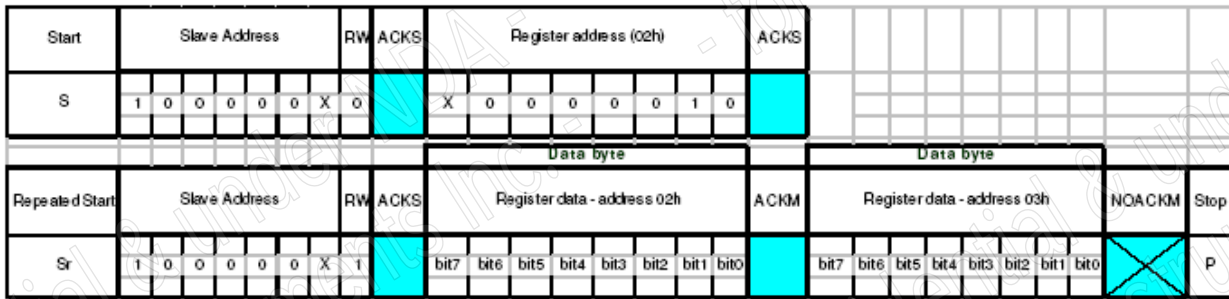 Start Slave Address RW ACKS Register address (02h) ACKS
S 1 0 0 0 0 0 X 0 X 0 0 0 0 0 1 0
Data byte Data byte
Repeated Start Slave Address RW ACKS Register data - address 02h ACKM Register data - address 03h NOACKM Stop
Sr 1 0 0 0 0 0 X 1 bit7 bit6 bit5 bit4 bit3 bit2 bit1 bit0 bit7 bit6 bit5 bit4 bit3 bit2 bit1 bit0 P
under NDA -
Inc. -